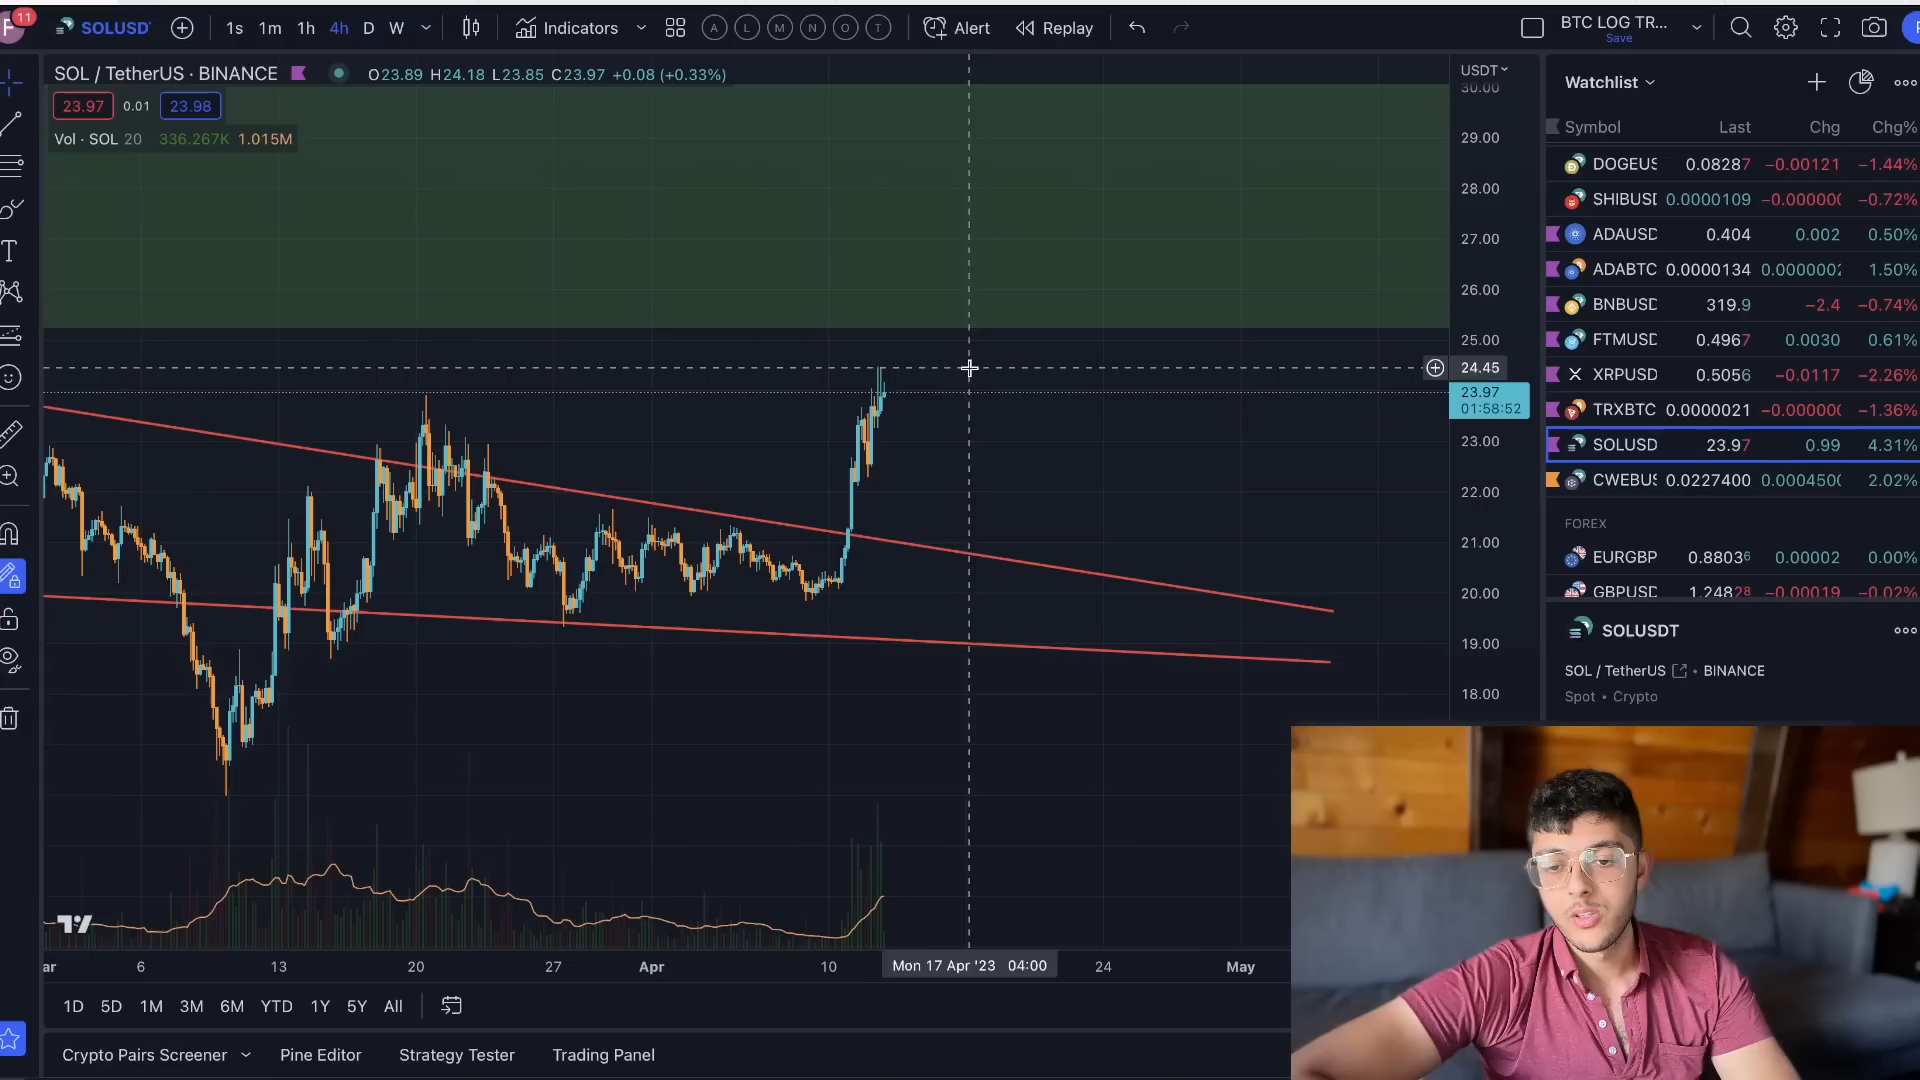 11
SOLUSD
1s 1m 1h 4h D W
Indicators
A L M N O T
Alert
Replay
BTC LOG TR...
Save
SOL / TetherUS · BINANCE
O23.89 H24.18 L23.85 C23.97 +0.08 (+0.33%)
23.97 0.01 23.98
Vol · SOL 20 336.267K 1.015M
USDT
30.00
29.00
28.00
27.00
26.00
25.00
24.45
23.97
01:58:52
23.00
22.00
21.00
20.00
19.00
18.00
ar 6 13 20 27 Apr 10 Mon 17 Apr '23 04:00 24 May
1D 5D 1M 3M 6M YTD 1Y 5Y All
Crypto Pairs Screener Pine Editor Strategy Tester Trading Panel
Watchlist
Symbol Last Chg Chg%
DOGEUS 0.08287 −0.00121 −1.44%
SHIBUSD 0.0000109 −0.000000 −0.72%
ADAUSD 0.404 0.002 0.50%
ADABTC 0.0000134 0.0000002 1.50%
BNBUSD 319.9 −2.4 −0.74%
FTMUSD 0.4967 0.0030 0.61%
XRPUSD 0.5056 −0.0117 −2.26%
TRXBTC 0.0000021 −0.000000 −1.36%
SOLUSD 23.97 0.99 4.31%
CWEBUS 0.0227400 0.000450 2.02%
FOREX
EURGBP 0.88036 0.00002 0.00%
GBPUSD 1.24828 −0.00019 −0.02%
SOLUSDT
SOL / TetherUS • BINANCE
Spot • Crypto